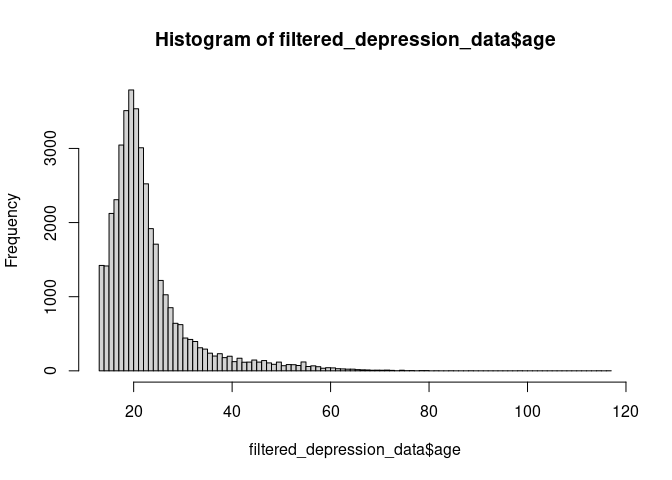 Histogram of filtered_depression_data$age
Frequency
3000
2000
1000
0
20 40 60 80 100 120
filtered_depression_data$age